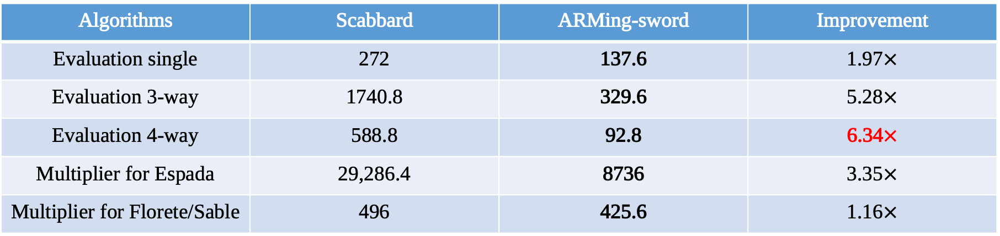 Algorithms Scabbard ARMing-sword Improvement
Evaluation single 272 137.6 1.97×
Evaluation 3-way 1740.8 329.6 5.28×
Evaluation 4-way 588.8 92.8 6.34×
Multiplier for Espada 29,286.4 8736 3.35×
Multiplier for Florete/Sable 496 425.6 1.16×